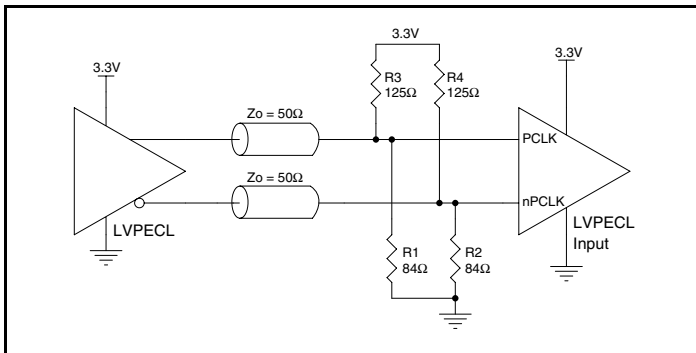 3.3V
3.3V
3.3V
R3
125Ω
R4
125Ω
Zo = 50Ω
PCLK
Zo = 50Ω
nPCLK
LVPECL
LVPECL
Input
R1
84Ω
R2
84Ω